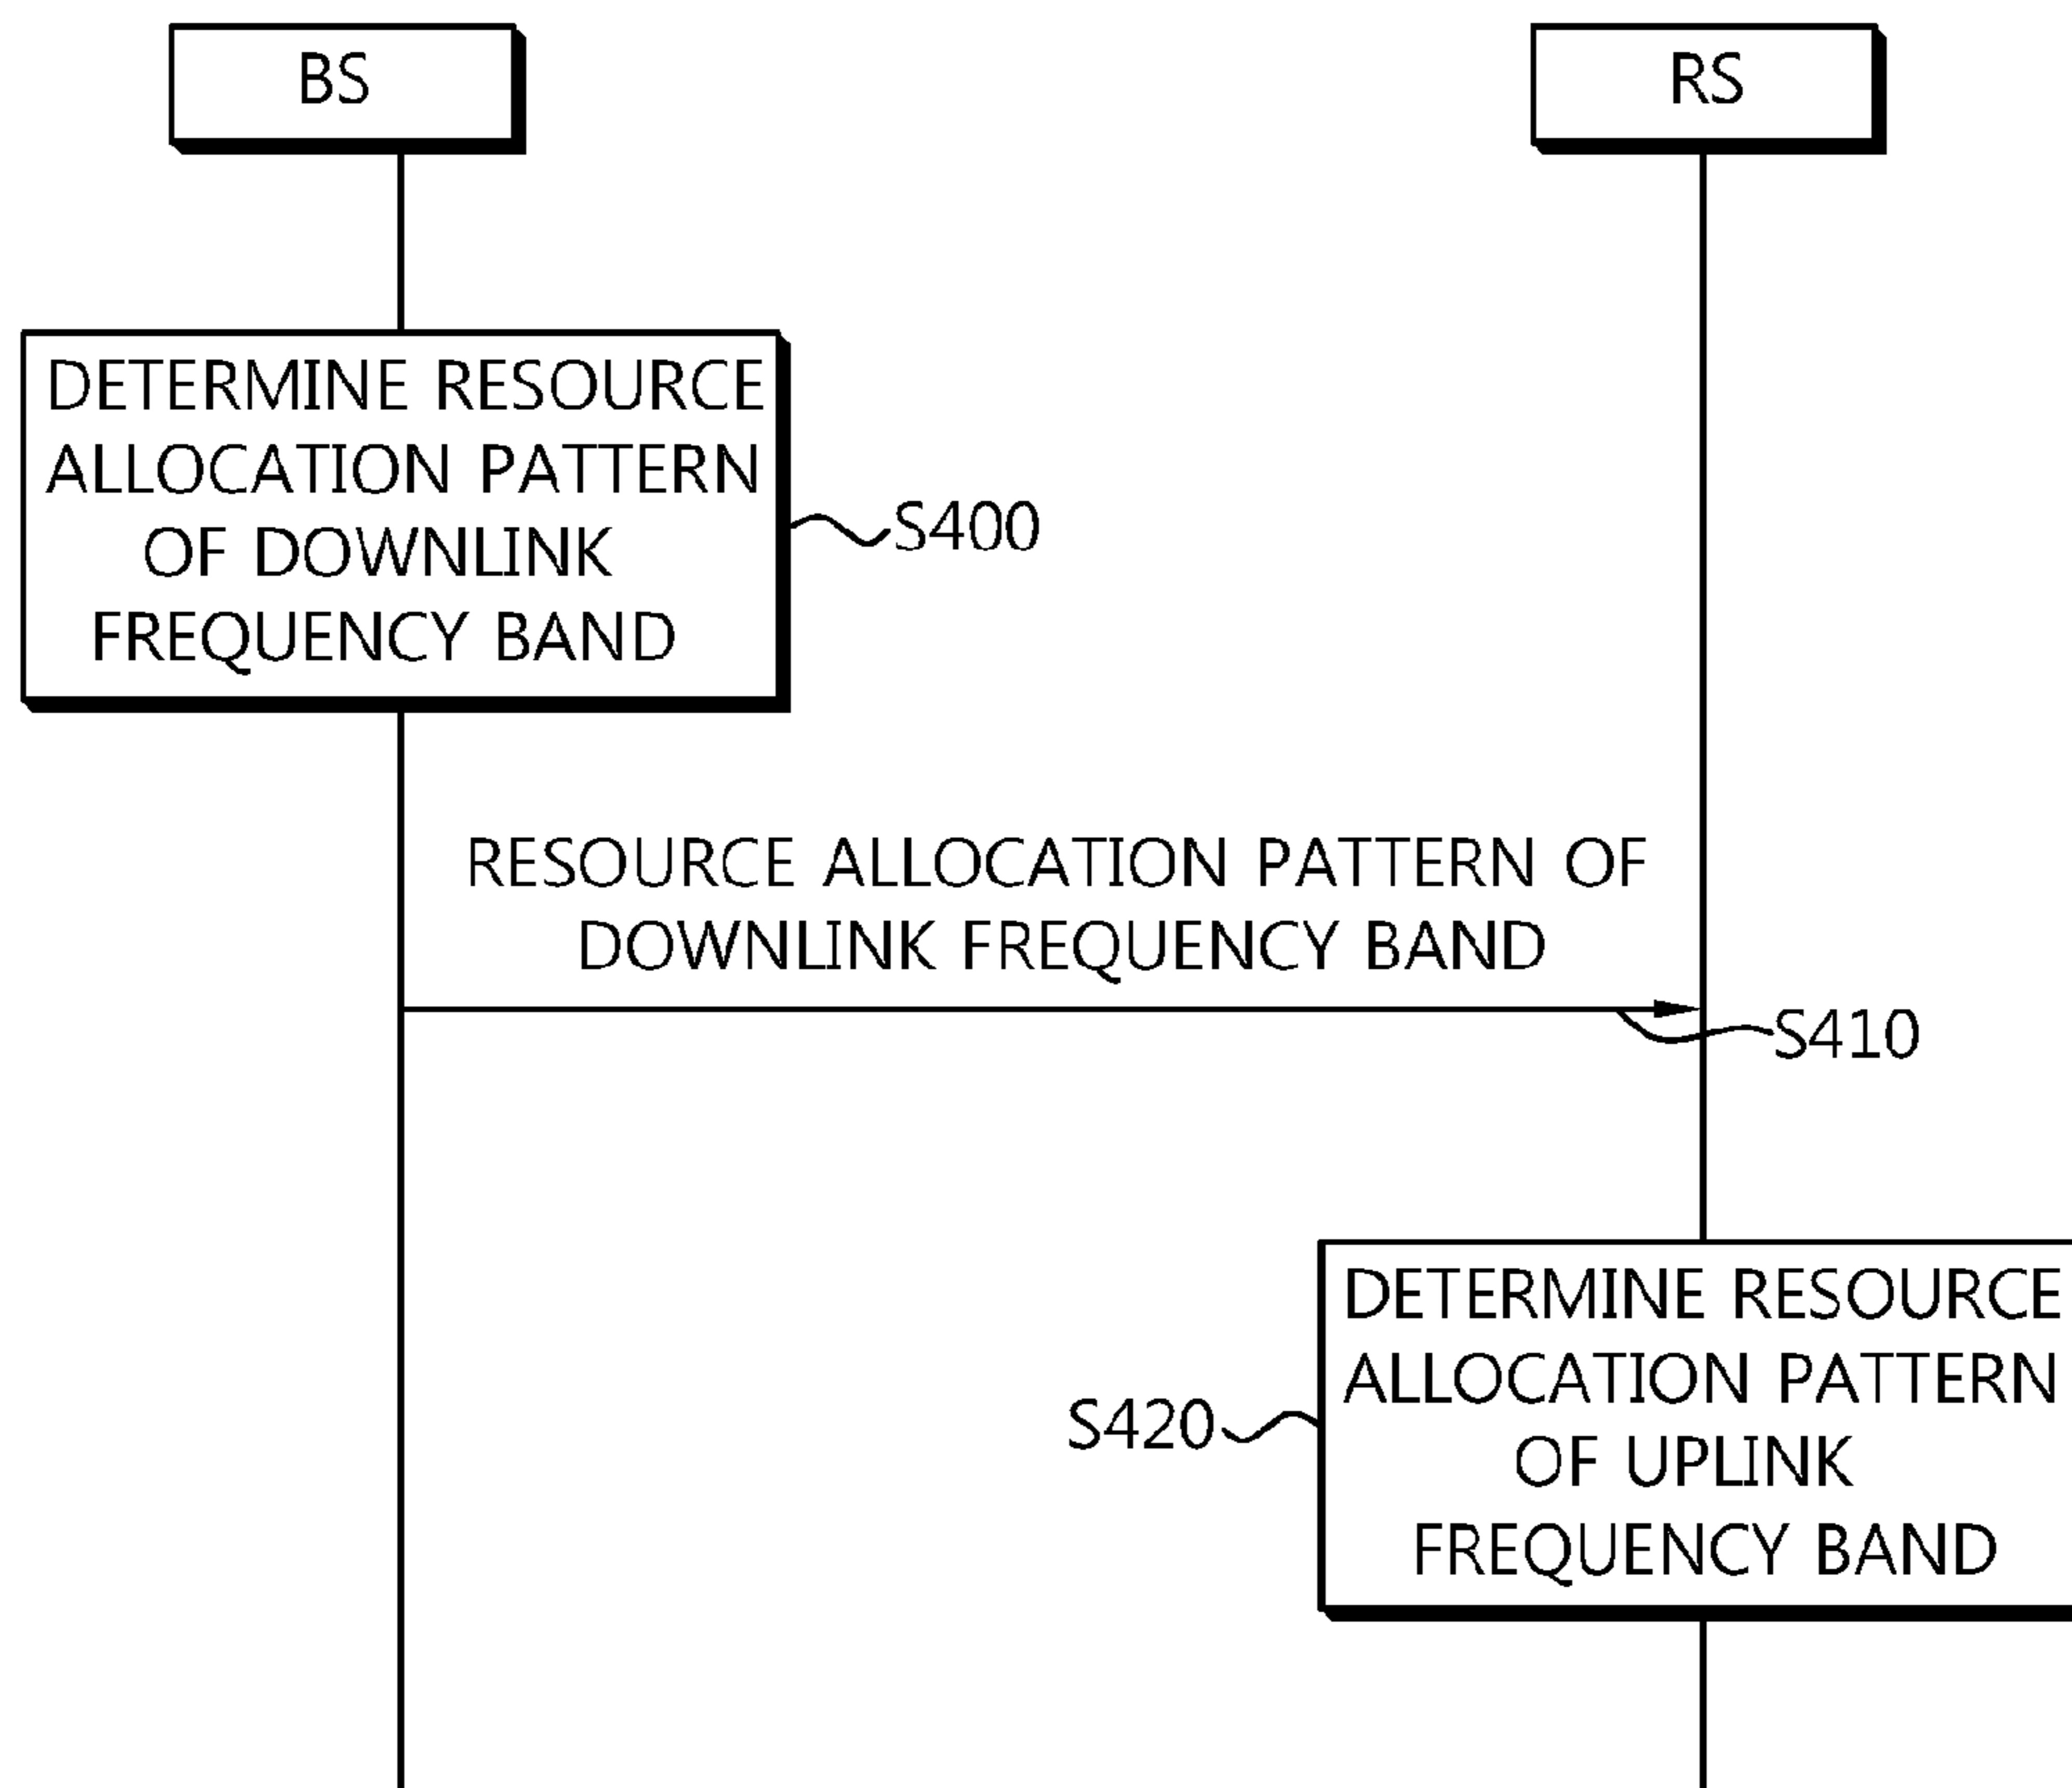 BS
RS
DETERMINE RESOURCE
ALLOCATION PATTERN
OF DOWNLINK
FREQUENCY BAND
S400
RESOURCE ALLOCATION PATTERN OF
DOWNLINK FREQUENCY BAND
S410
DETERMINE RESOURCE
ALLOCATION PATTERN
OF UPLINK
FREQUENCY BAND
S420